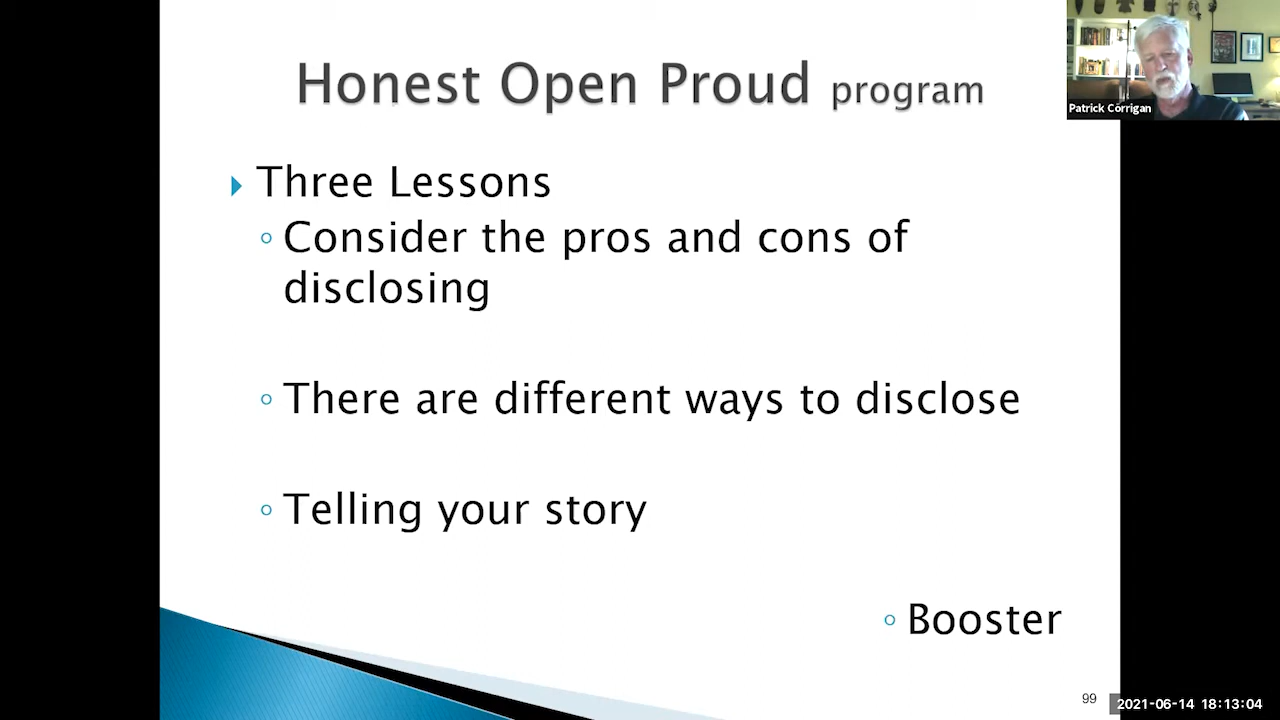 Honest Open Proud program
Patrick Corrigan
Three Lessons
Consider the pros and cons of
disclosing
There are different ways to disclose
Telling your story
Booster
99
2021-06-14 18:13:04